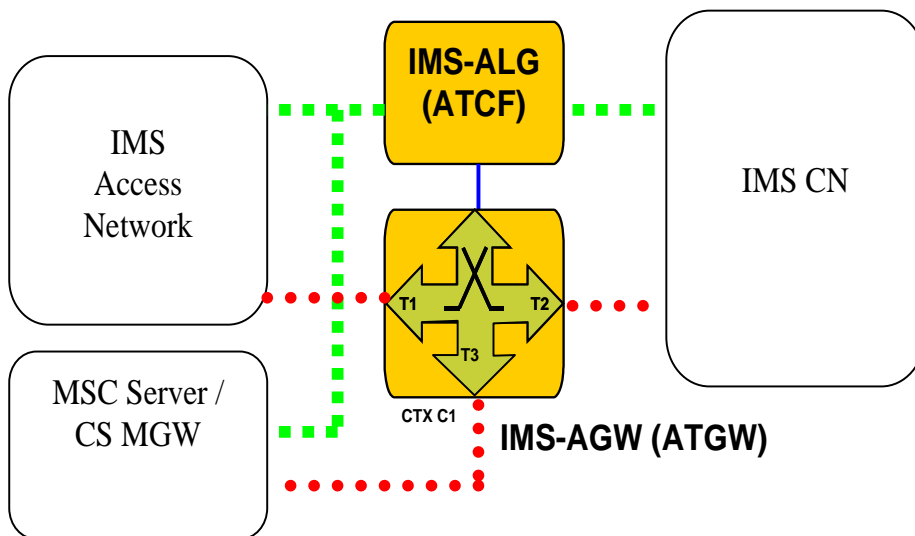 IMS-ALG
(ATCF)
IMS
Access
Network
IMS CN
T1
T2
T3
MSC Server /
CS MGW
CTX C1
IMS-AGW (ATGW)